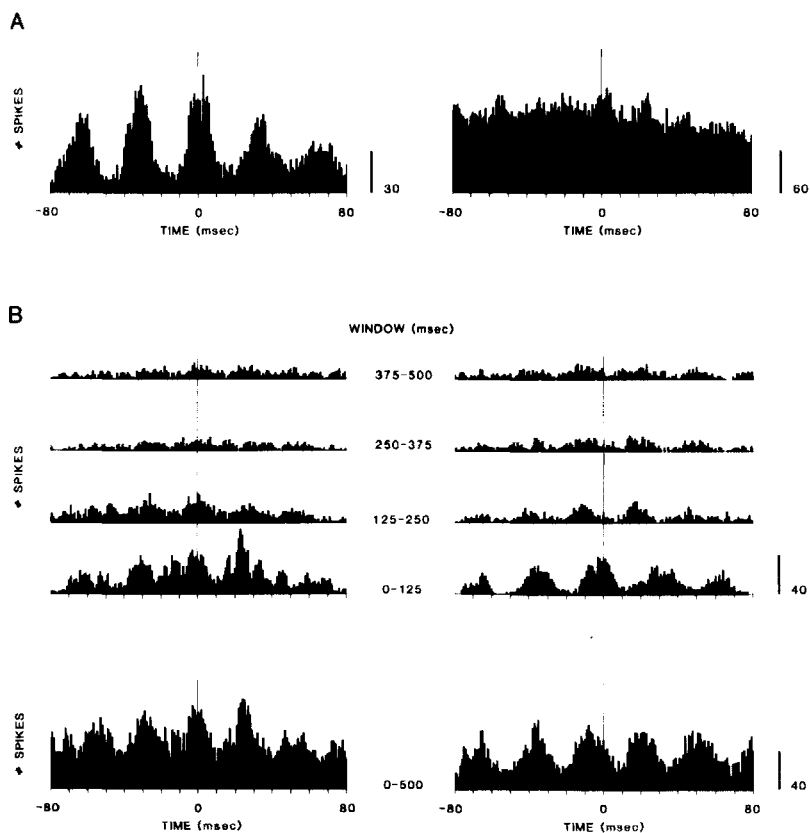 A
# SPIKES
30
60
-80 0 80
-80 0 80
TIME (msec)
TIME (msec)
B
WINDOW (msec)
# SPIKES
375-500
250-375
125-250
0-125
40
# SPIKES
0-500
40
-80 0 80
-80 0 80
TIME (msec)
TIME (msec)